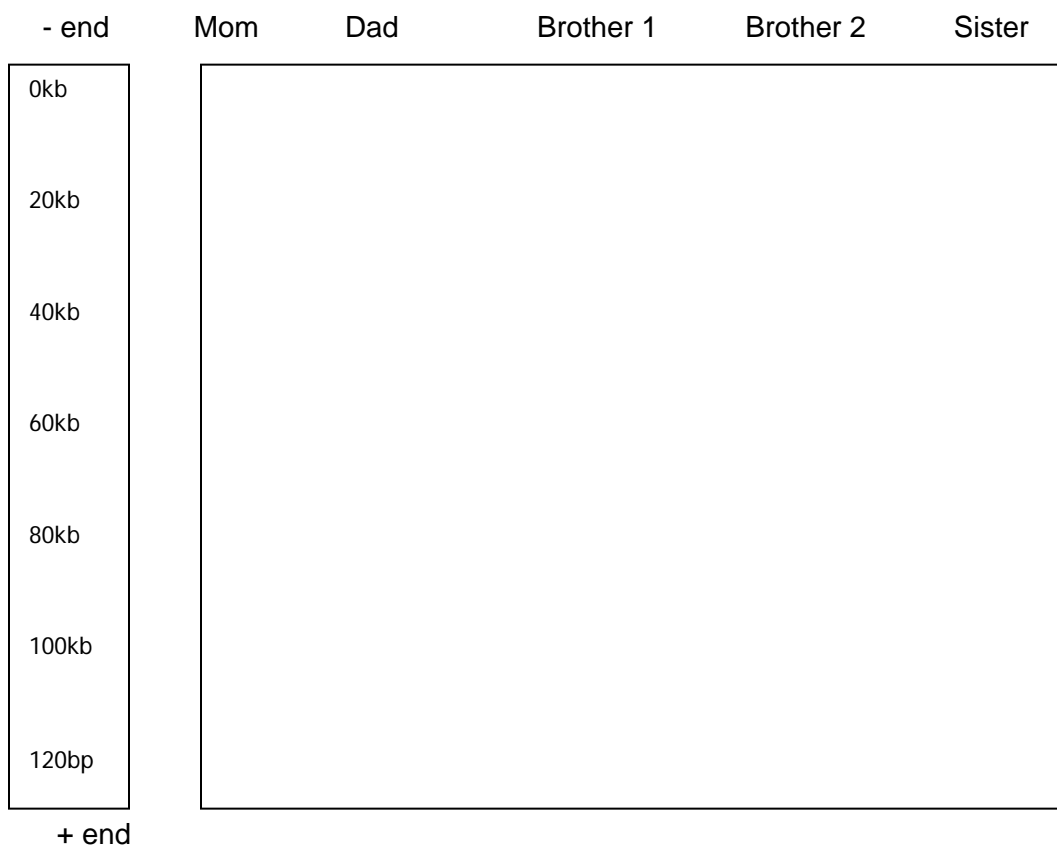 - end Mom Dad Brother 1 Brother 2 Sister
0kb
20kb
40kb
60kb
80kb
100kb
120bp
+ end